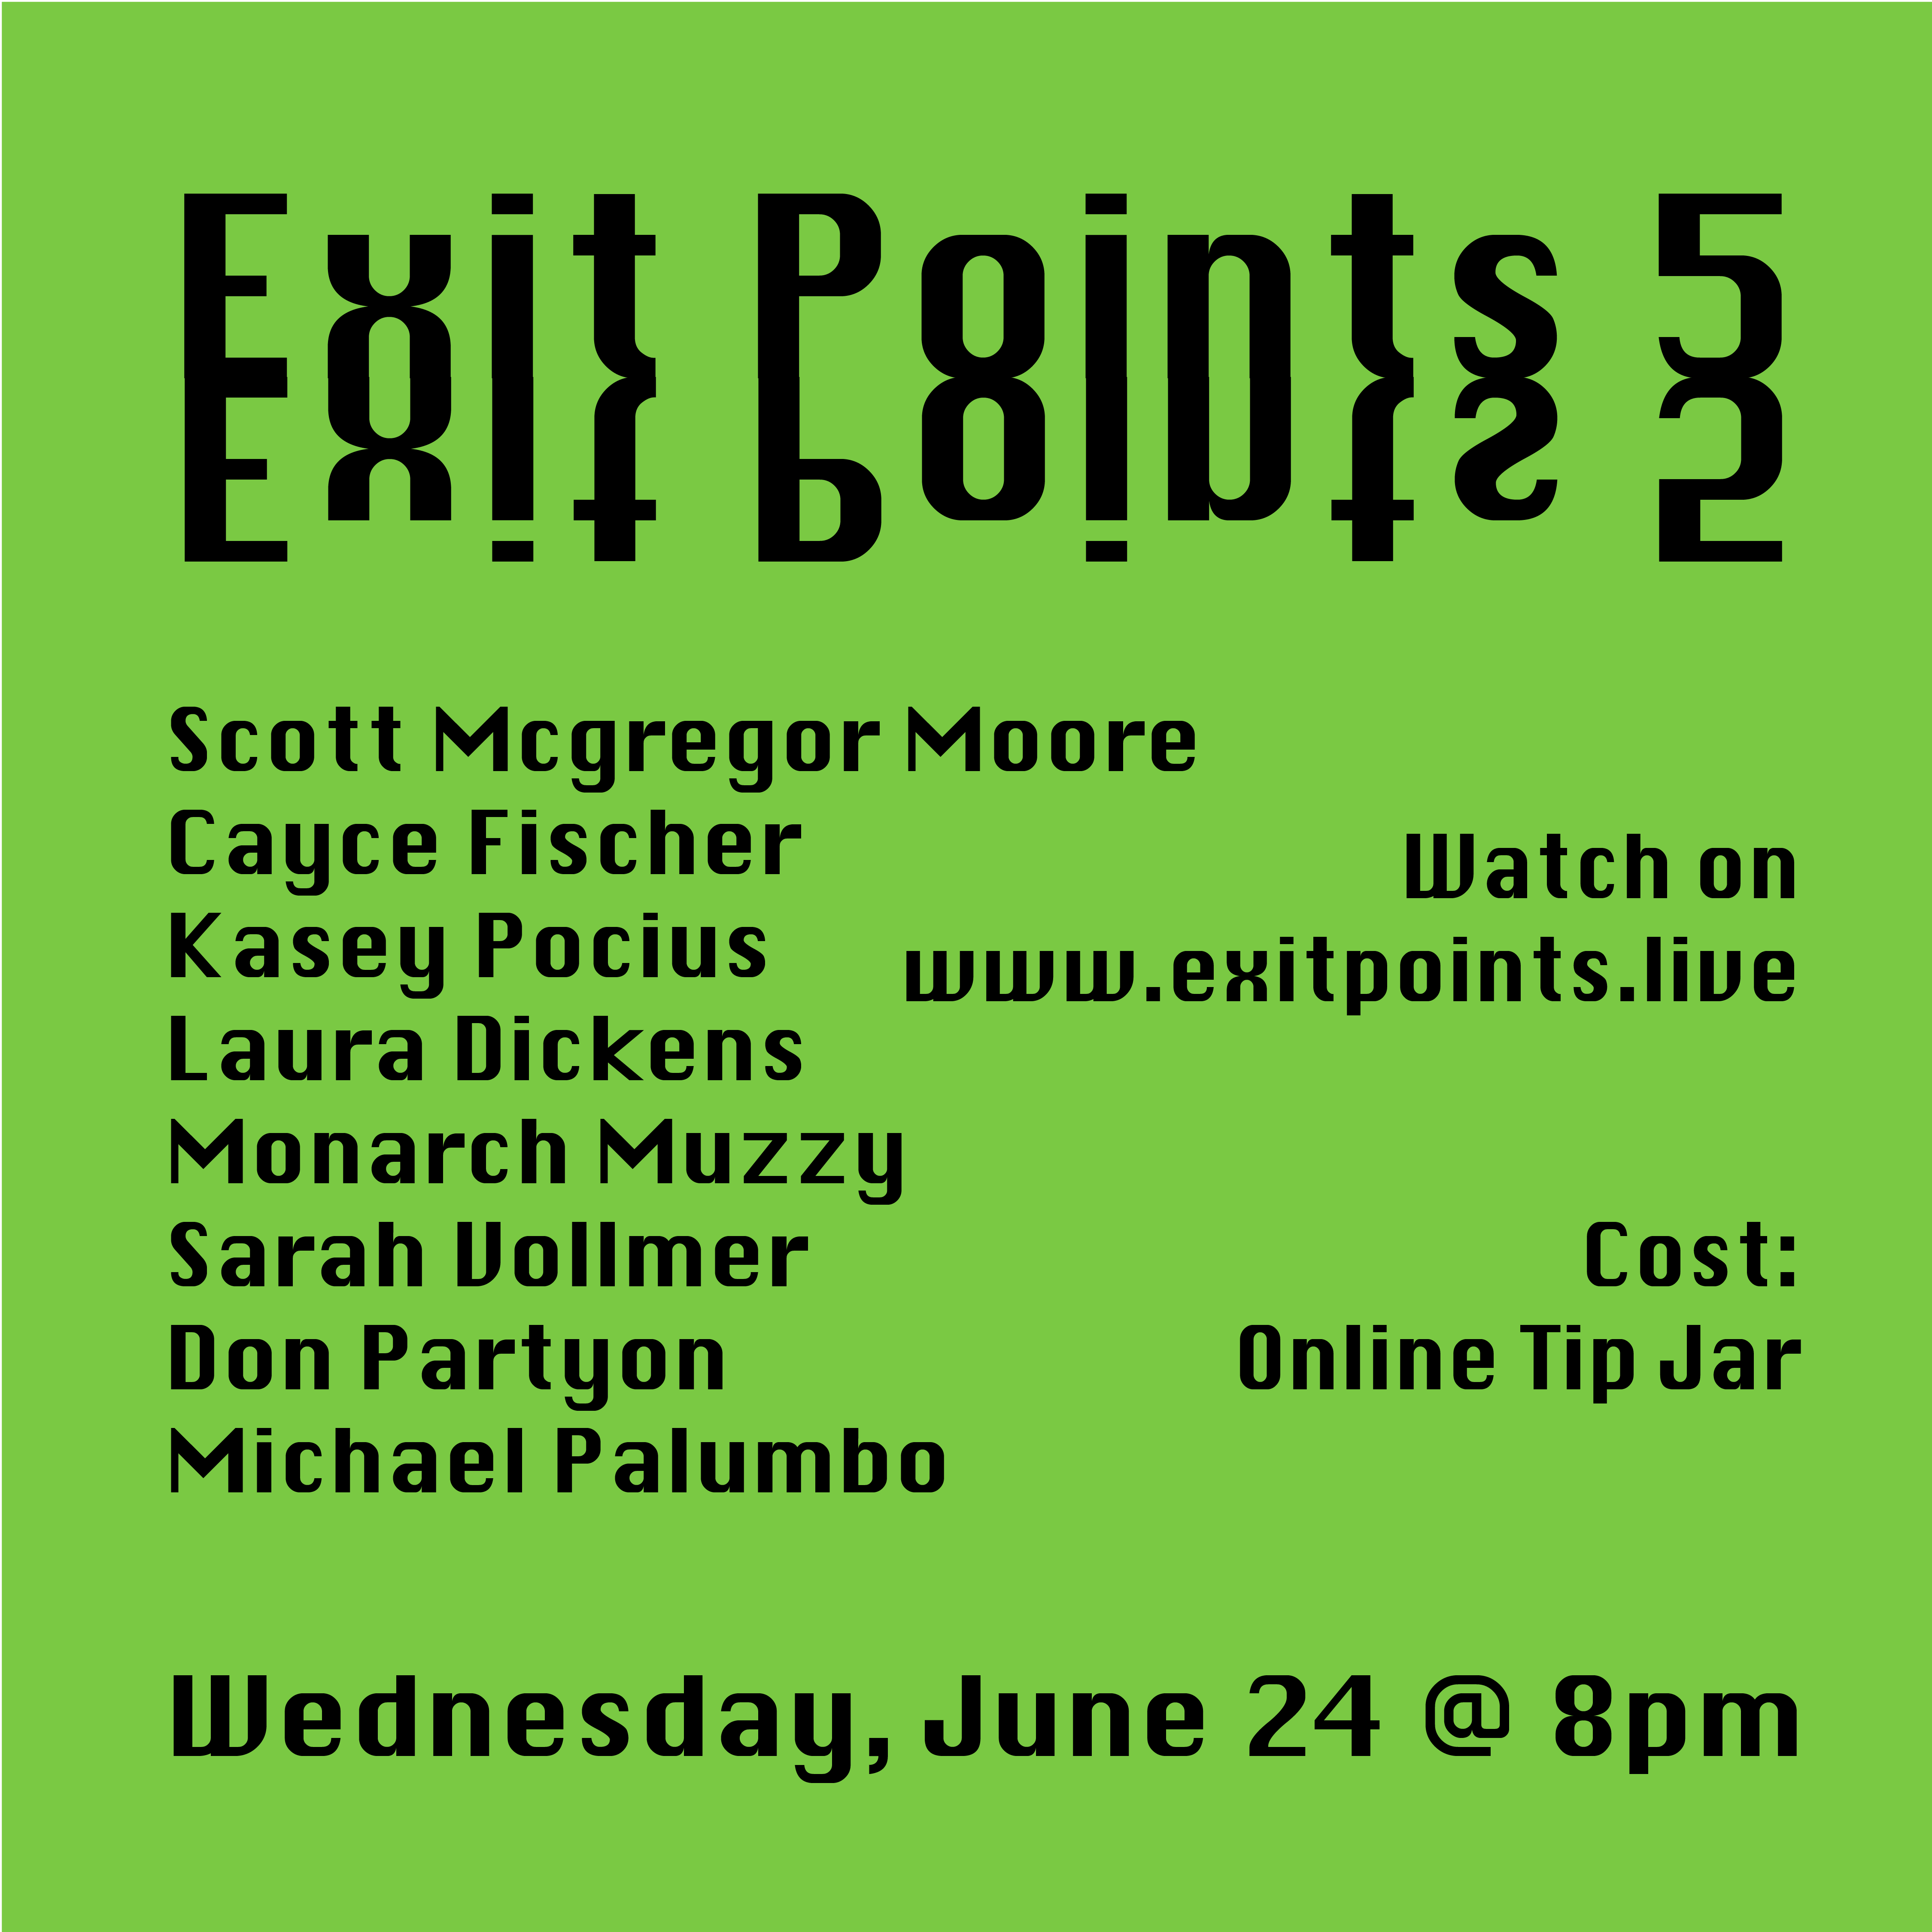 Exit Points 5
Scott Mcgregor Moore
Cayce Fischer
Kasey Pocius
Laura Dickens
Monarch Muzzy
Sarah Vollmer
Don Partyon
Michael Palumbo
Watch on
www.exitpoints.live
Cost:
Online Tip Jar
Wednesday, June 24 @ 8pm